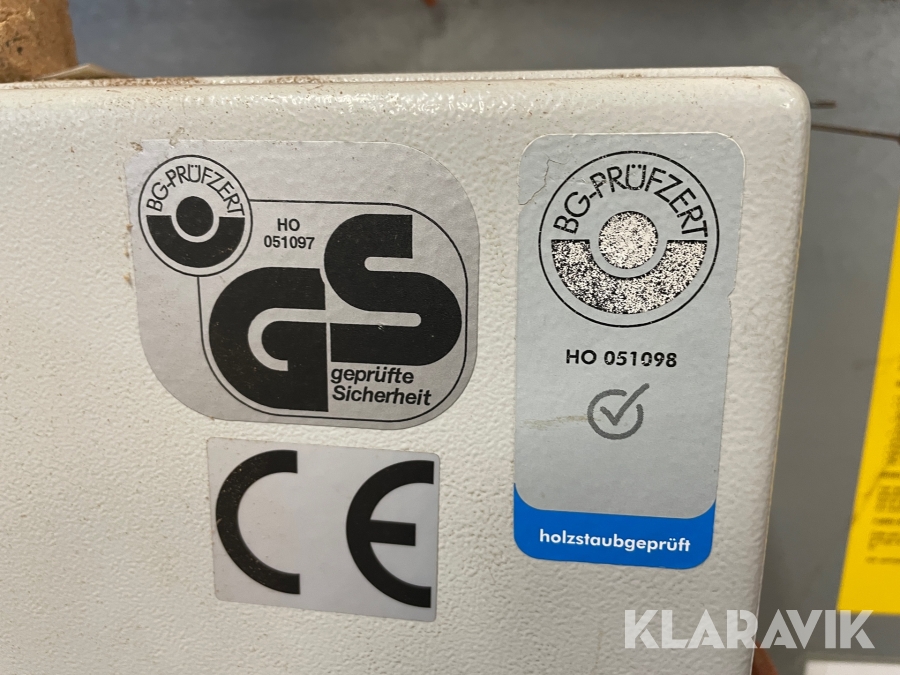 BG-PRÜFZERT
HO
051097
GS
geprüfte
Sicherheit
BG-PRÜFZERT
HO 051098
holzstaubgeprüft
CE
KLARAVIK